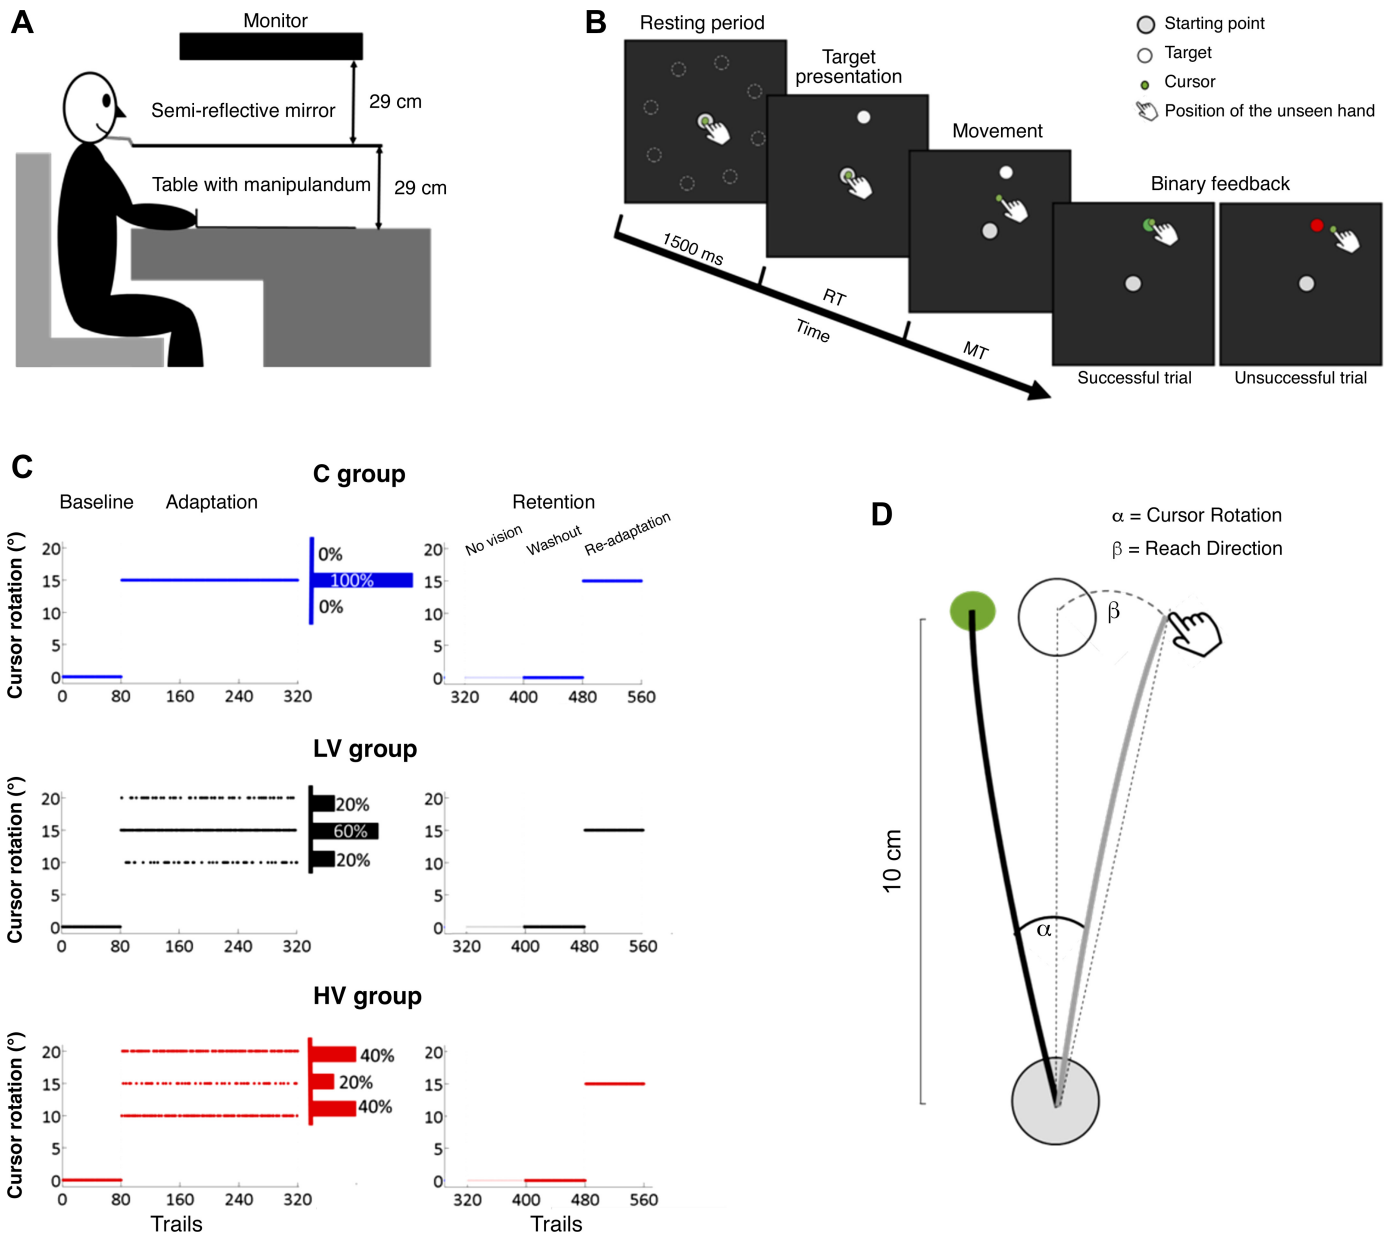 A
Monitor
29 cm
Semi-reflective mirror
Table with manipulandum
29 cm
B
Resting period
Target
presentation
Movement
Binary feedback
Starting point
Target
Cursor
Position of the unseen hand
1500 ms
RT
Time
MT
Successful trial
Unsuccessful trial
C
C group
Baseline
Adaptation
Retention
No vision
Washout
Re-adaptation
Cursor rotation (°)
20
15
10
5
0
0 80 160 240 320
0%
100%
0%
20
15
10
5
0
320 400 480 560
LV group
Cursor rotation (°)
20
15
10
5
0
0 80 160 240 320
20%
60%
20%
20
15
10
5
0
320 400 480 560
HV group
Cursor rotation (°)
20
15
10
5
0
0 80 160 240 320
Trails
40%
20%
40%
20
15
10
5
0
320 400 480 560
Trails
D
α = Cursor Rotation
β = Reach Direction
β
10 cm
α